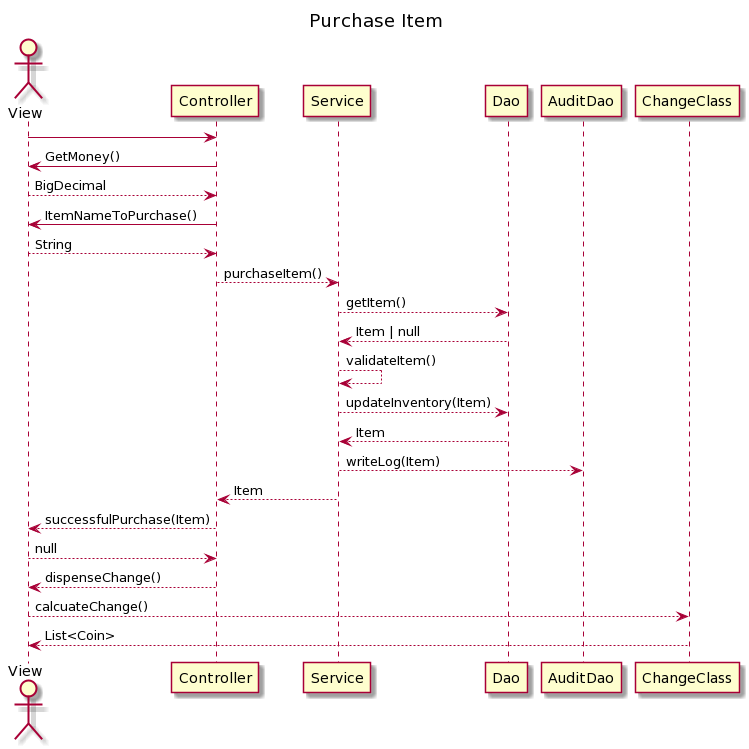 Purchase Item
View
Controller
Service
Dao
AuditDao
ChangeClass
GetMoney()
BigDecimal
ItemNameToPurchase()
String
purchaseItem()
getItem()
Item | null
validateItem()
updateInventory(Item)
Item
writeLog(Item)
Item
successfulPurchase(Item)
null
dispenseChange()
calcuateChange()
List<Coin>
View
Controller
Service
Dao
AuditDao
ChangeClass